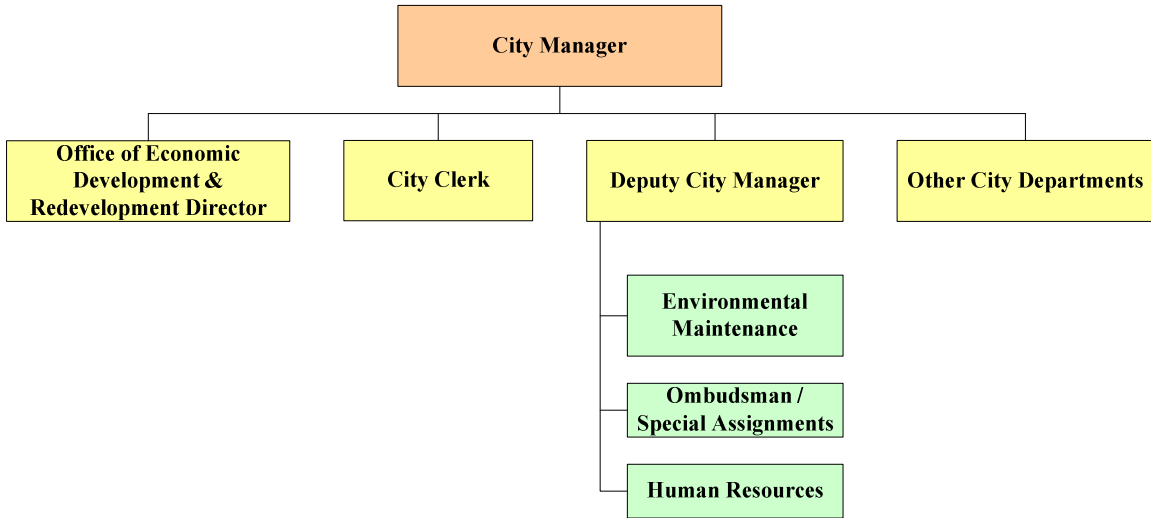 City Manager
Office of Economic
Development &
Redevelopment Director
City Clerk
Deputy City Manager
Other City Departments
Environmental
Maintenance
Ombudsman /
Special Assignments
Human Resources